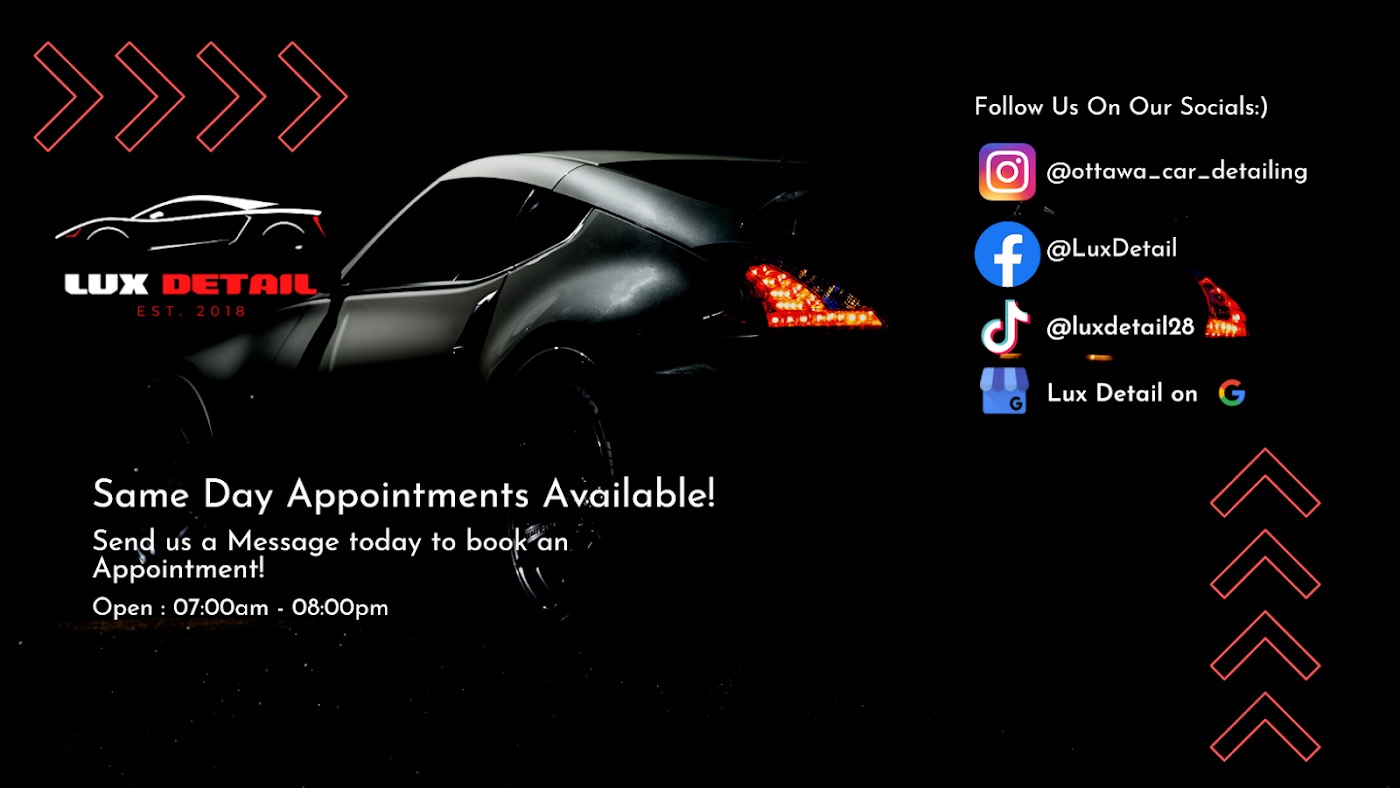 LUX DETAIL
EST. 2018
Follow Us On Our Socials:)
@ottawa_car_detailing
@LuxDetail
@luxdetail28
Lux Detail on
Same Day Appointments Available!
Send us a Message today to book an
Appointment!
Open : 07:00am - 08:00pm